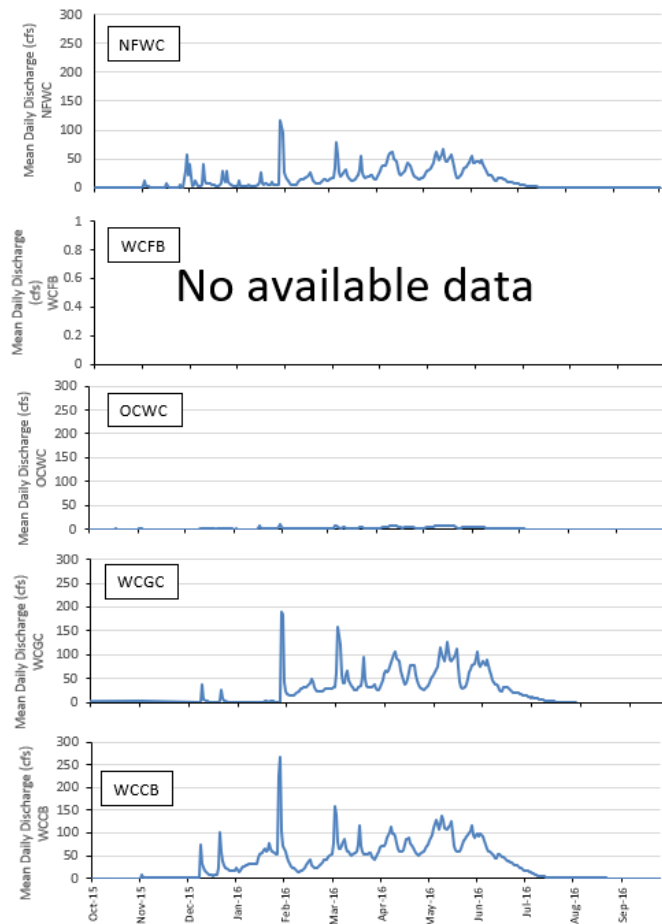 300
250
200
150
100
50
0
Mean Daily Discharge (cfs)
NFWC
NFWC
1
0.8
0.6
0.4
0.2
0
Mean Daily Discharge
(cfs)
WCFB
WCFB
No available data
300
250
200
150
100
50
0
Mean Daily Discharge (cfs)
OCWC
OCWC
300
250
200
150
100
50
0
Mean Daily Discharge (cfs)
WCGC
WCGC
300
250
200
150
100
50
0
Mean Daily Discharge (cfs)
WCCB
WCCB
Oct-15 Nov-15 Dec-15 Jan-16 Feb-16 Mar-16 Apr-16 May-16 Jun-16 Jul-16 Aug-16 Sep-16